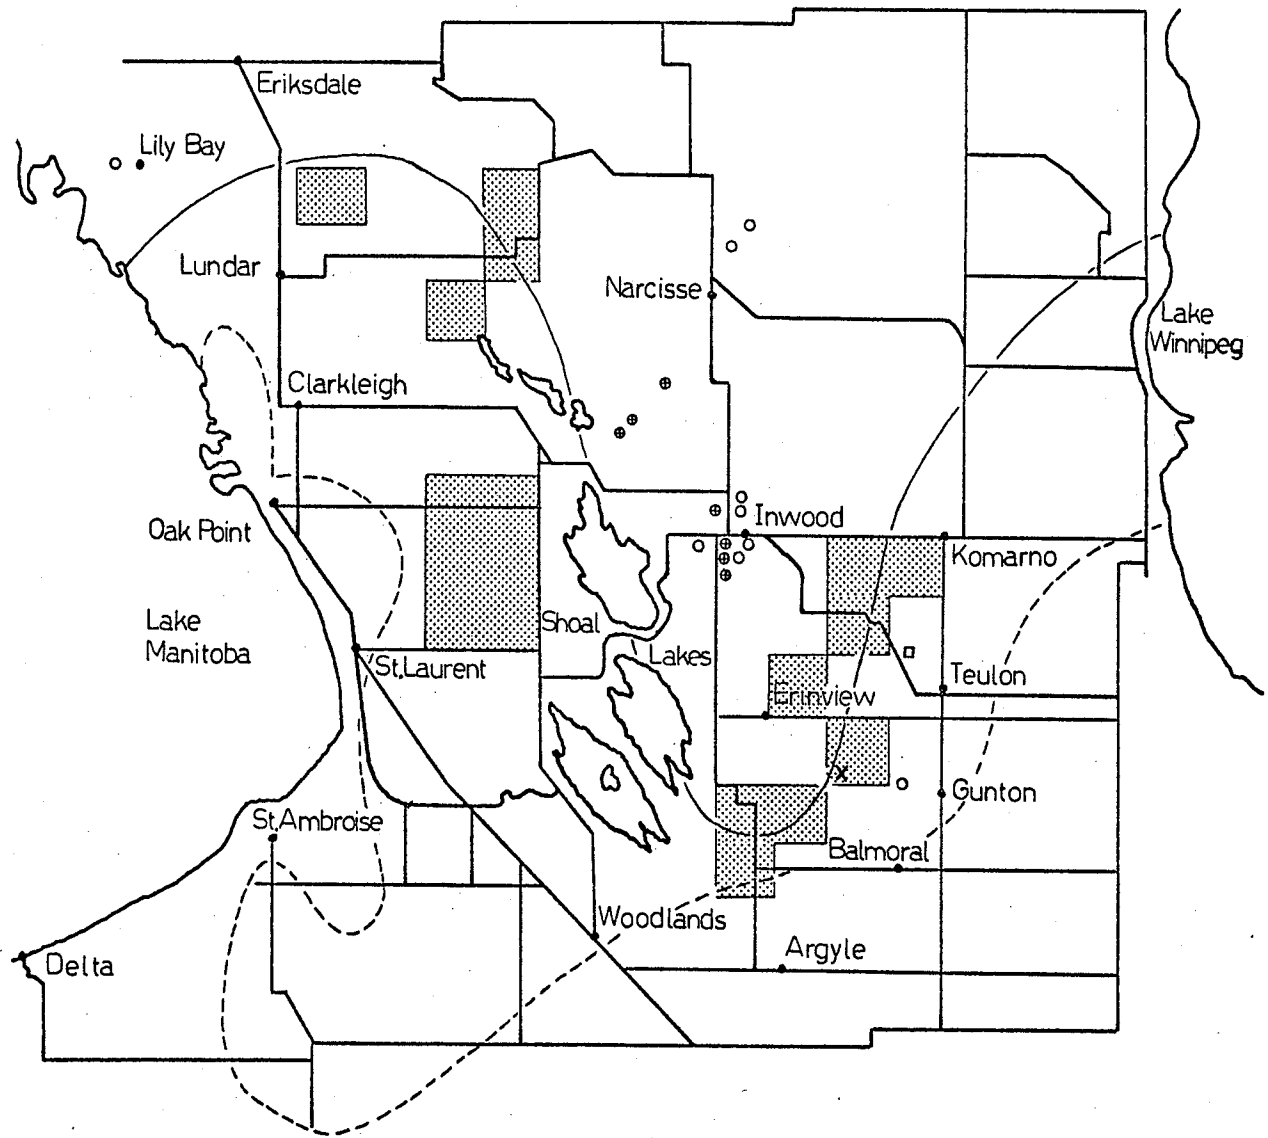 Eriksdale
Lily Bay
Lundar
Narcisse
Lake
Winnipeg
Clarkleigh
Oak Point
Inwood
Komarno
Lake
Manitoba
Shoal
Lakes
St. Laurent
Teulon
Erinview
x
Gunton
St. Ambroise
Balmoral
Woodlands
Argyle
Delta